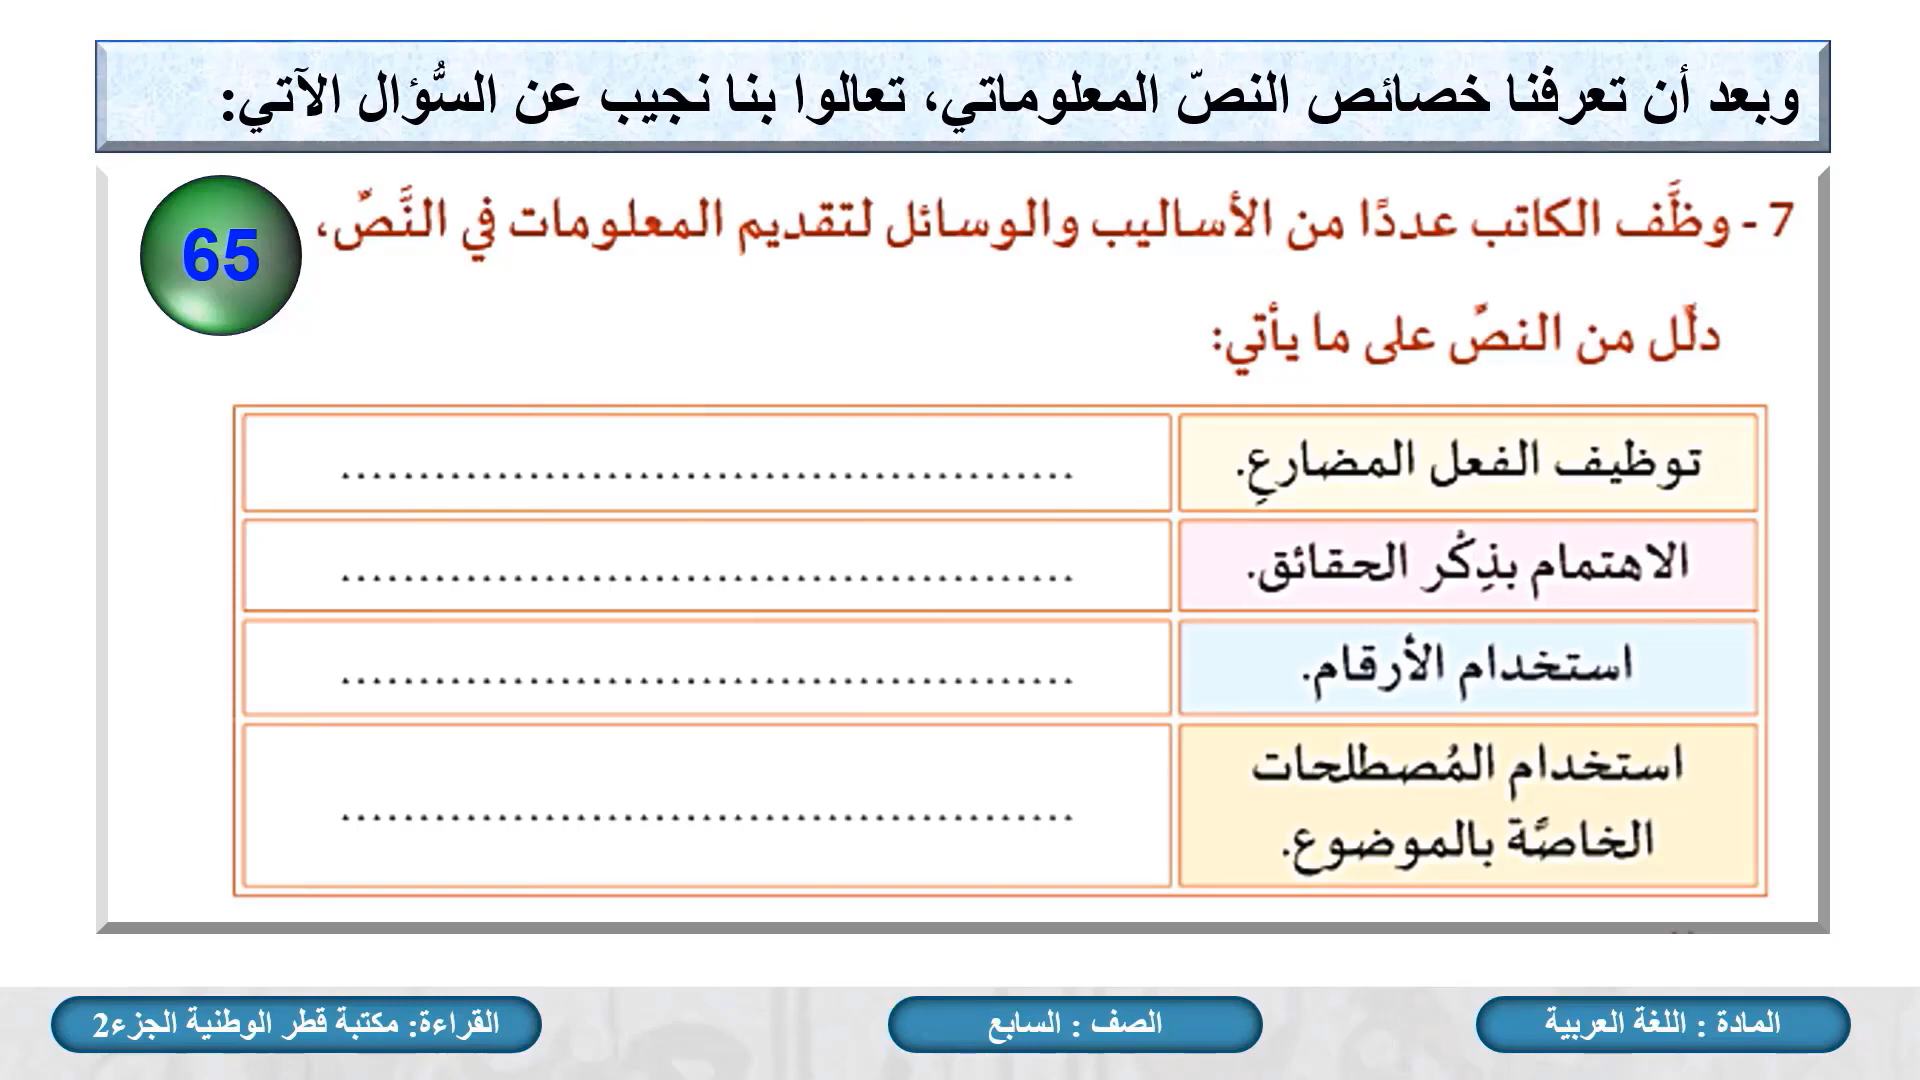 وبعد أن تعرفنا خصائص النصّ المعلوماتي، تعالوا بنا نجيب عن السُّؤال الآتي:
65
7 - وظَّف الكاتب عددًا من الأساليب والوسائل لتقديم المعلومات في النَّصِّ،
دلِّل من النصِّ على ما يأتي:
توظيف الفعل المضارعِ. ................................................
الاهتمام بذِكْر الحقائق. ................................................
استخدام الأرقام. ................................................
استخدام المُصطلحات
الخاصَّة بالموضوع. ................................................
المادة : اللغة العربية
الصف : السابع
القراءة: مكتبة قطر الوطنية الجزء2